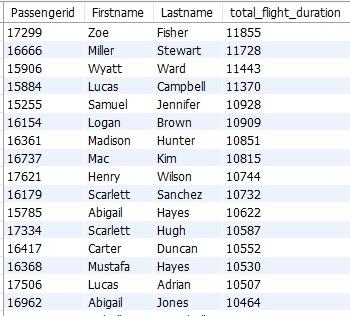 Passengerid Firstname Lastname total_flight_duration
17299 Zoe Fisher 11855
16666 Miller Stewart 11728
15906 Wyatt Ward 11443
15884 Lucas Campbell 11370
15255 Samuel Jennifer 10928
16154 Logan Brown 10909
16361 Madison Hunter 10851
16737 Mac Kim 10815
17621 Henry Wilson 10744
16179 Scarlett Sanchez 10732
15785 Abigail Hayes 10622
17334 Scarlett Hugh 10587
16417 Carter Duncan 10552
16368 Mustafa Hayes 10530
17506 Lucas Adrian 10507
16962 Abigail Jones 10464